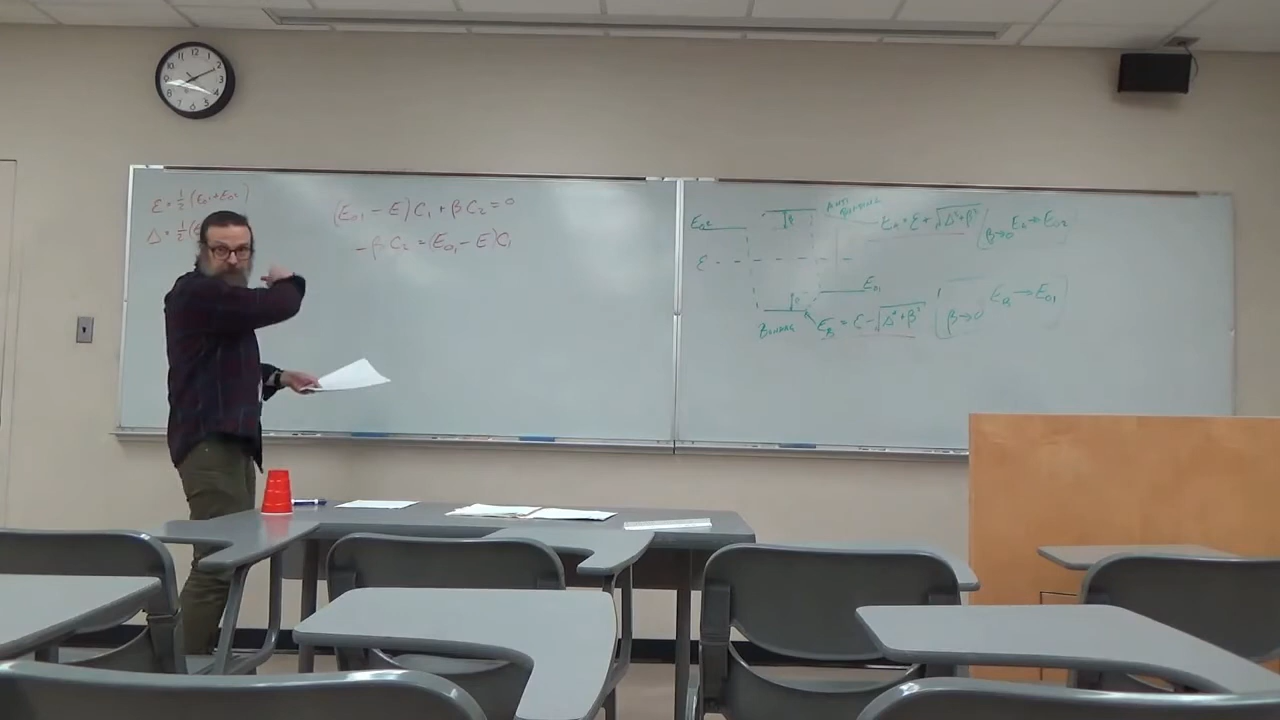 ε = ½ (E₀₁+E₀₂)
Δ = ½ (E
(E₀₁ − E) C₁ + β C₂ = 0
− β C₂ = (E₀₁ − E) C₁
E₀₂
ANTI BONDING
E_A = ε + √Δ²+β² (β→0 E_A → E₀₂)
ε
E₀₁
BONDING
E_B = ε − √Δ²+β² (β→0 E_B → E₀₁)